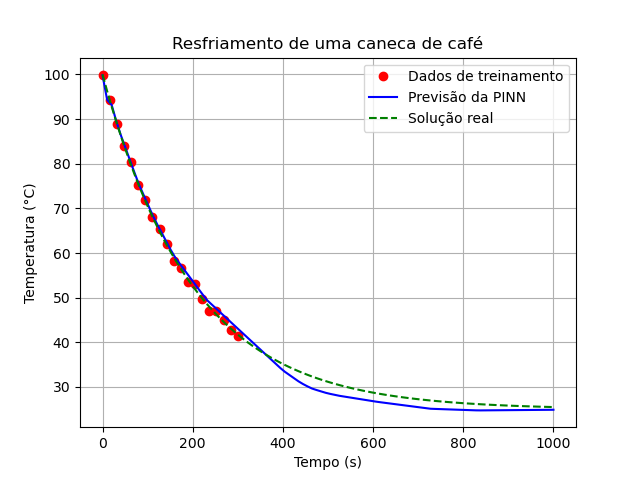 Resfriamento de uma caneca de café
Dados de treinamento
Previsão da PINN
Solução real
Temperatura (°C)
100
90
80
70
60
50
40
30
0
200
400
600
800
1000
Tempo (s)